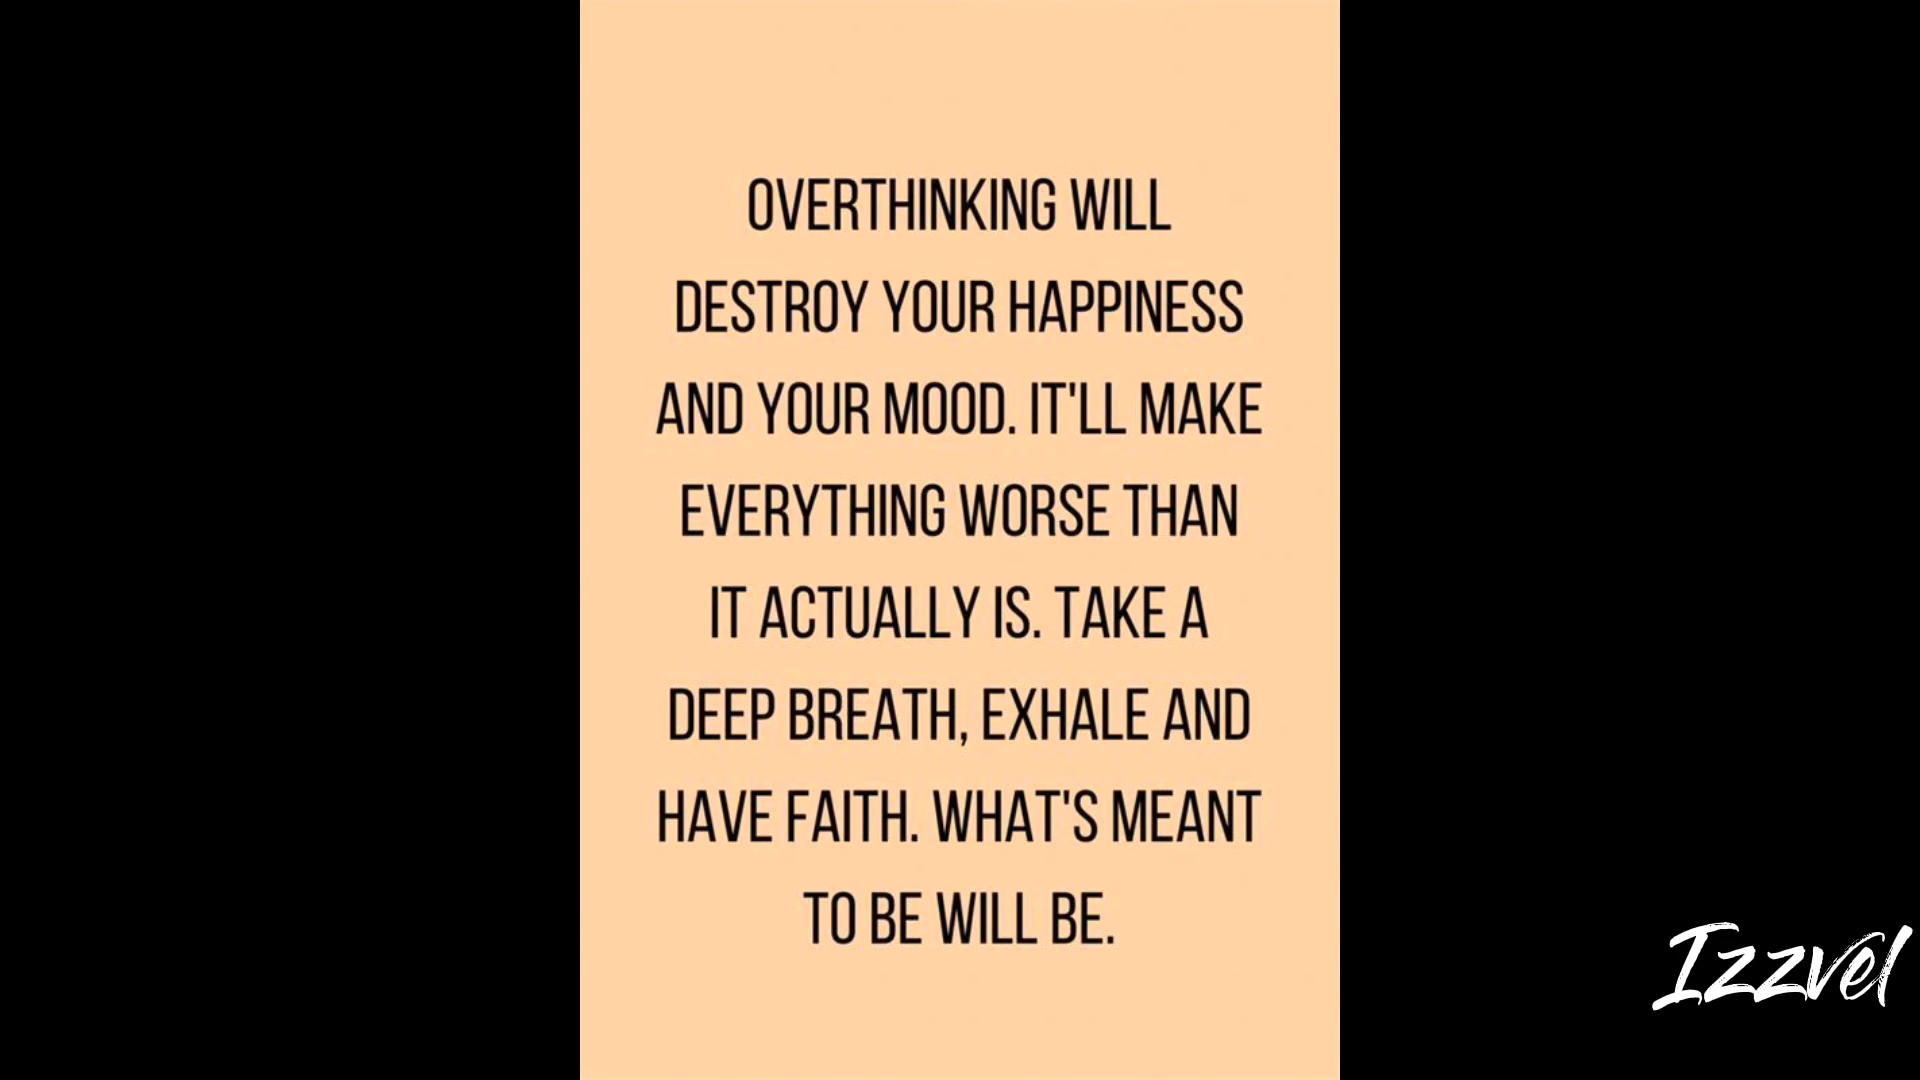 OVERTHINKING WILL
DESTROY YOUR HAPPINESS
AND YOUR MOOD. IT'LL MAKE
EVERYTHING WORSE THAN
IT ACTUALLY IS. TAKE A
DEEP BREATH, EXHALE AND
HAVE FAITH. WHAT'S MEANT
TO BE WILL BE.
Izzvel